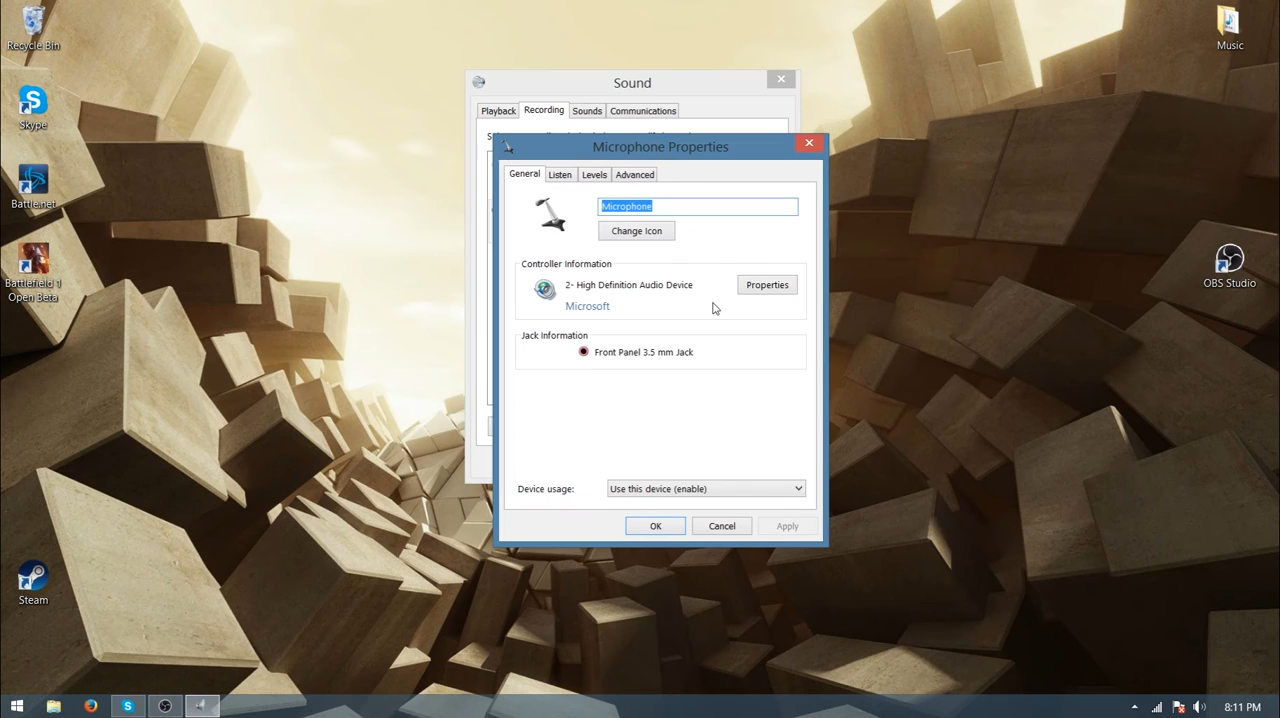 Recycle Bin
Skype
Battle.net
Battlefield 1
Open Beta
Steam
Music
OBS Studio
Sound
Playback
Recording
Sounds
Communications
Microphone Properties
General
Listen
Levels
Advanced
Microphone
Change Icon
Controller Information
2- High Definition Audio Device
Properties
Microsoft
Jack Information
Front Panel 3.5 mm Jack
Device usage:
Use this device (enable)
OK
Cancel
Apply
8:11 PM